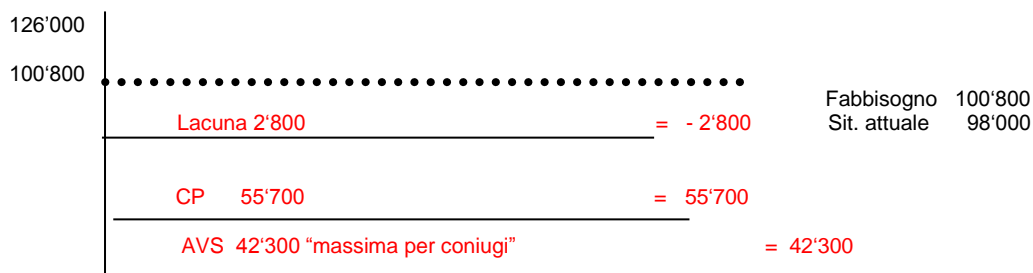 126‘000
100‘800
Fabbisogno 100‘800
Lacuna 2‘800 = - 2‘800 Sit. attuale 98‘000
CP 55‘700 = 55‘700
AVS 42‘300 “massima per coniugi” = 42‘300